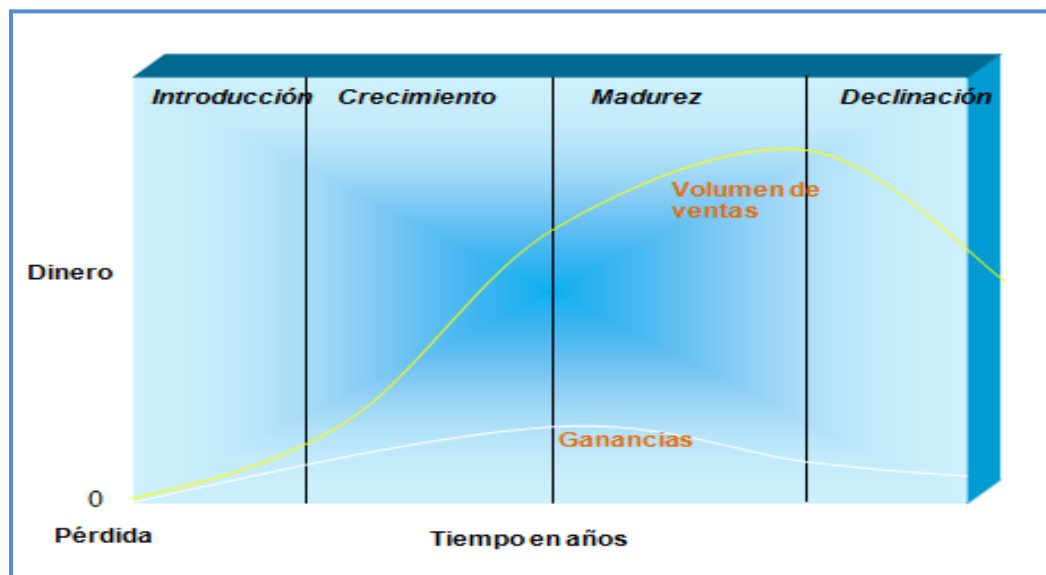 Introducción
Crecimiento
Madurez
Declinación
Volumen de
ventas
Dinero
Ganancias
0
Pérdida
Tiempo en años